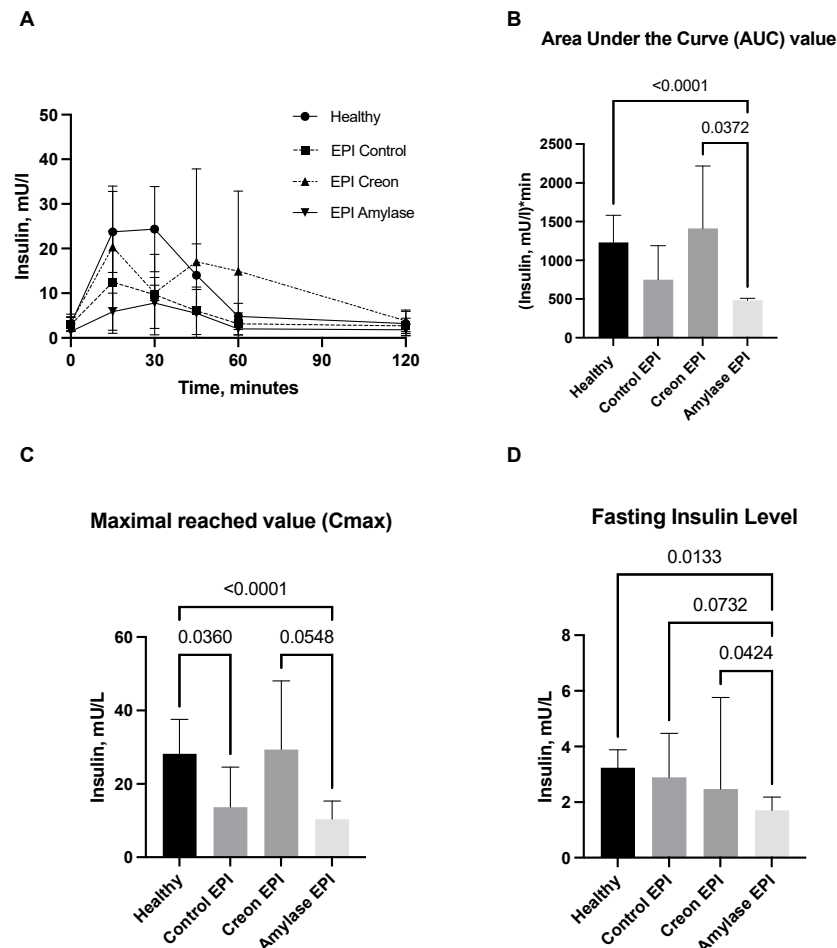 A
Insulin, mU/l
50
40
30
20
10
0
0 30 60 90 120
Time, minutes
Healthy
EPI Control
EPI Creon
EPI Amylase
B
Area Under the Curve (AUC) value
<0.0001
0.0372
(Insulin, mU/l)*min
2500
2000
1500
1000
500
0
Healthy
Control EPI
Creon EPI
Amylase EPI
C
Maximal reached value (Cmax)
<0.0001
0.0360
0.0548
Insulin, mU/L
60
40
20
0
Healthy
Control EPI
Creon EPI
Amylase EPI
D
Fasting Insulin Level
0.0133
0.0732
0.0424
Insulin, mU/L
8
6
4
2
0
Healthy
Control EPI
Creon EPI
Amylase EPI